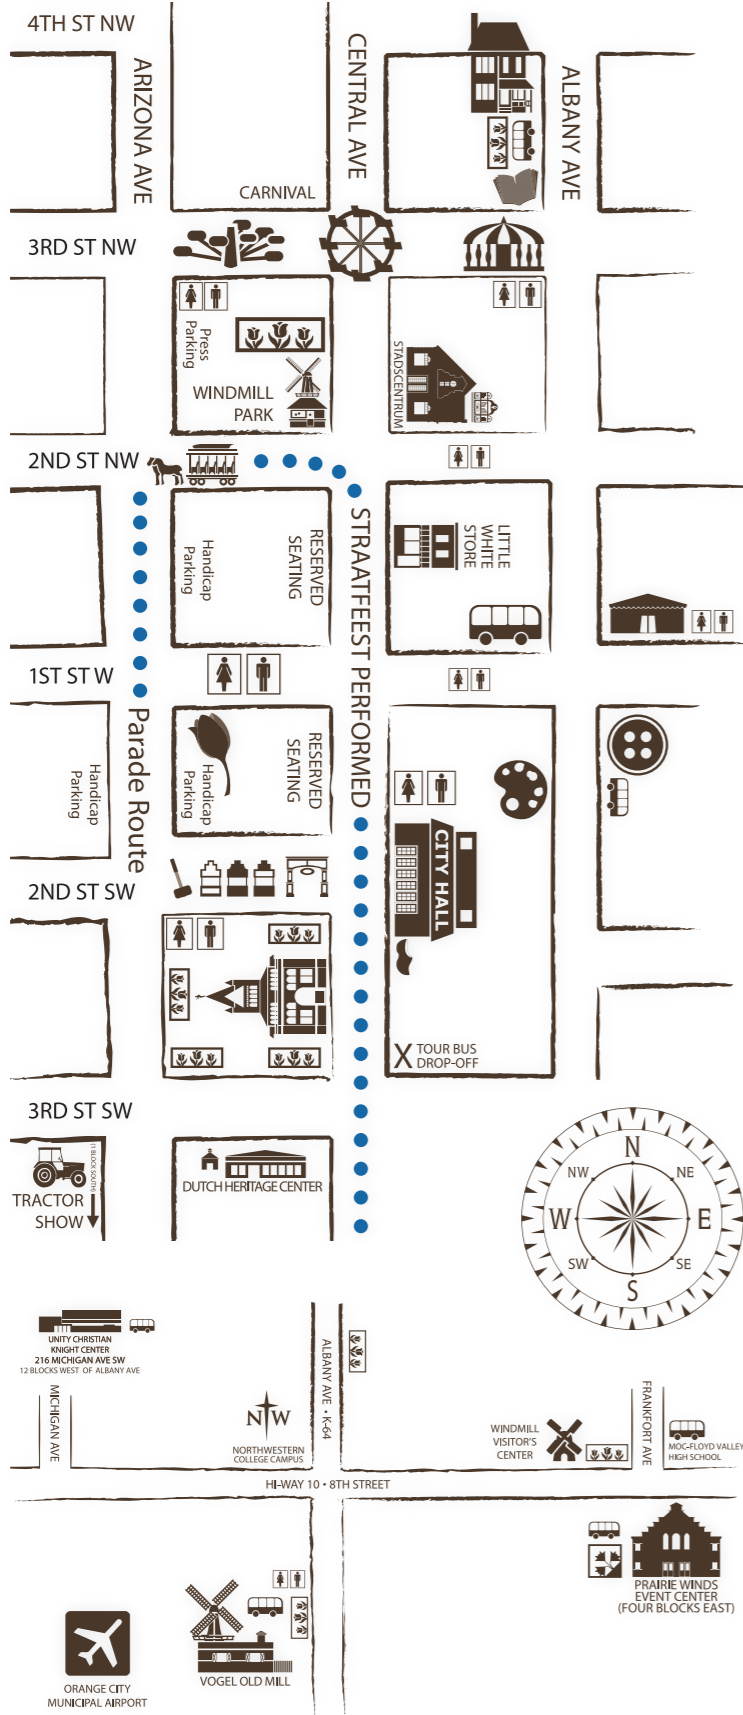 4TH ST NW
ARIZONA AVE
CENTRAL AVE
ALBANY AVE
CARNIVAL
3RD ST NW
Press
Parking
WINDMILL
PARK
STADSCENTRUM
2ND ST NW
Handicap
Parking
RESERVED
SEATING
STRAATFEEST PERFORMED
LITTLE
WHITE
STORE
1ST ST W
Parade Route
Handicap
Parking
Handicap
Parking
RESERVED
SEATING
CITY HALL
2ND ST SW
X TOUR BUS
DROP-OFF
3RD ST SW
(1 BLOCK SOUTH)
TRACTOR
SHOW
DUTCH HERITAGE CENTER
N
NW
NE
W
E
SW
SE
S
UNITY CHRISTIAN
KNIGHT CENTER
216 MICHIGAN AVE SW
12 BLOCKS WEST OF ALBANY AVE
MICHIGAN AVE
ALBANY AVE • K-64
N W
NORTHWESTERN
COLLEGE CAMPUS
WINDMILL
VISITOR'S
CENTER
FRANKFORT AVE
MOC-FLOYD VALLEY
HIGH SCHOOL
HI-WAY 10 • 8TH STREET
PRAIRIE WINDS
EVENT CENTER
(FOUR BLOCKS EAST)
ORANGE CITY
MUNICIPAL AIRPORT
VOGEL OLD MILL